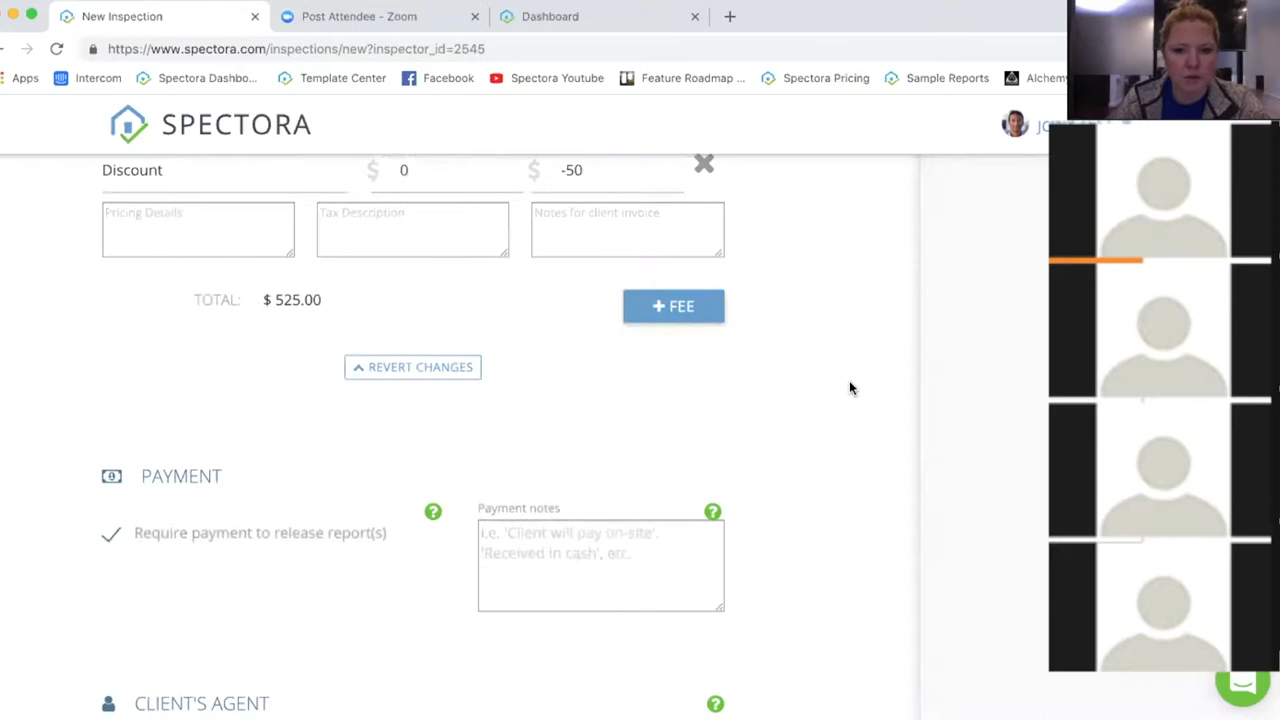 New Inspection
Post Attendee - Zoom
Dashboard
https://www.spectora.com/inspections/new?inspector_id=2545
Apps
Intercom
Spectora Dashbo...
Template Center
Facebook
Spectora Youtube
Feature Roadmap ...
Spectora Pricing
Sample Reports
Alchemy
SPECTORA
Discount
$ 0
$ -50
Pricing Details
Tax Description
Notes for client invoice
TOTAL: $ 525.00
+ FEE
REVERT CHANGES
PAYMENT
Require payment to release report(s)
?
Payment notes
?
i.e. 'Client will pay on-site'.
'Received in cash', etc.
CLIENT'S AGENT
?